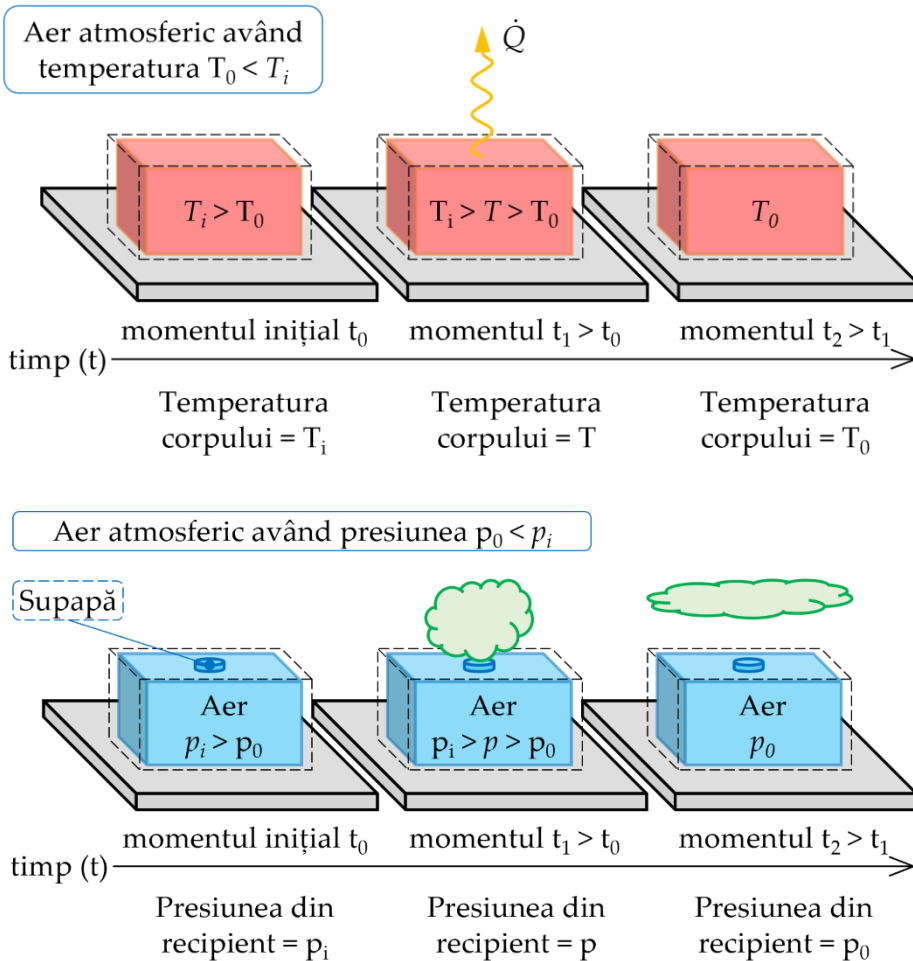 Aer atmosferic având
temperatura T₀ < Tᵢ
Q̇
Tᵢ > T₀
Tᵢ > T > T₀
T₀
momentul inițial t₀
momentul t₁ > t₀
momentul t₂ > t₁
timp (t)
Temperatura
corpului = Tᵢ
Temperatura
corpului = T
Temperatura
corpului = T₀
Aer atmosferic având presiunea p₀ < pᵢ
Supapă
Aer
pᵢ > p₀
Aer
pᵢ > p > p₀
Aer
p₀
momentul inițial t₀
momentul t₁ > t₀
momentul t₂ > t₁
timp (t)
Presiunea din
recipient = pᵢ
Presiunea din
recipient = p
Presiunea din
recipient = p₀